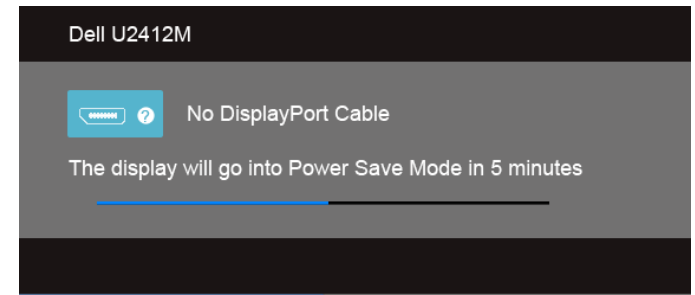 Dell U2412M
No DisplayPort Cable
The display will go into Power Save Mode in 5 minutes